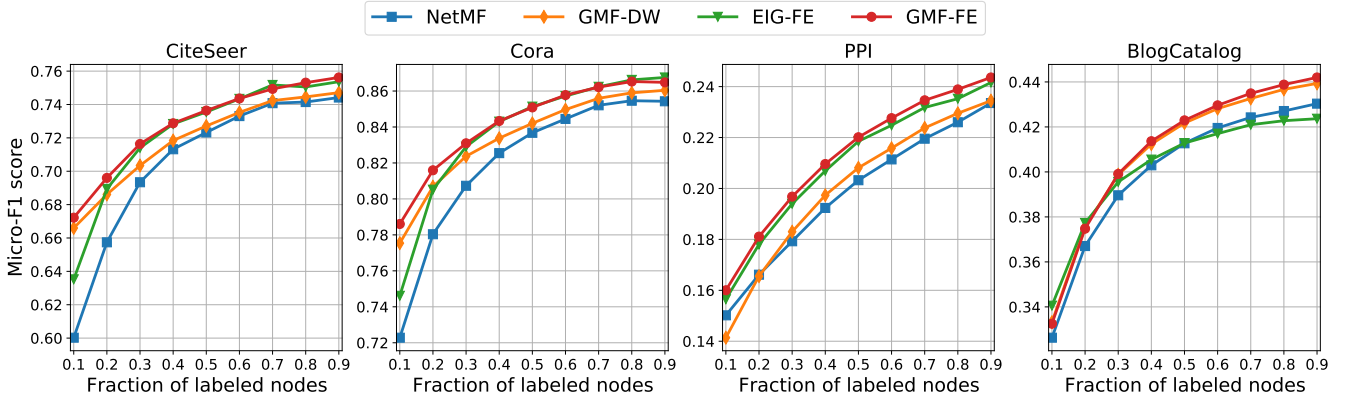 NetMF GMF-DW EIG-FE GMF-FE
CiteSeer Cora PPI BlogCatalog
Micro-F1 score
0.76
0.74
0.72
0.70
0.68
0.66
0.64
0.62
0.60
0.1 0.2 0.3 0.4 0.5 0.6 0.7 0.8 0.9
Fraction of labeled nodes
0.86
0.84
0.82
0.80
0.78
0.76
0.74
0.72
0.1 0.2 0.3 0.4 0.5 0.6 0.7 0.8 0.9
Fraction of labeled nodes
0.24
0.22
0.20
0.18
0.16
0.14
0.1 0.2 0.3 0.4 0.5 0.6 0.7 0.8 0.9
Fraction of labeled nodes
0.44
0.42
0.40
0.38
0.36
0.34
0.1 0.2 0.3 0.4 0.5 0.6 0.7 0.8 0.9
Fraction of labeled nodes